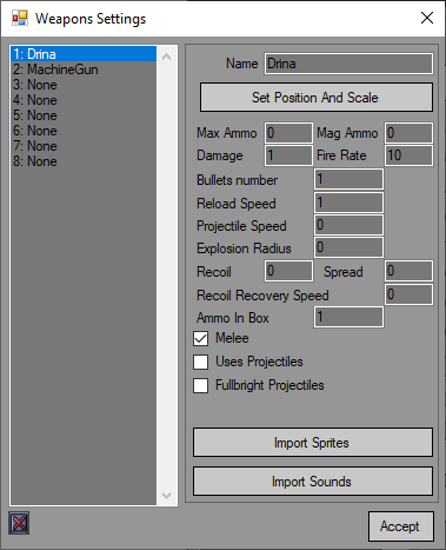 Weapons Settings
1: Drina
2: MachineGun
3: None
4: None
5: None
6: None
7: None
8: None
Name Drina
Set Position And Scale
Max Ammo 0 Mag Ammo 0
Damage 1 Fire Rate 10
Bullets number 1
Reload Speed 1
Projectile Speed 0
Explosion Radius 0
Recoil 0 Spread 0
Recoil Recovery Speed 0
Ammo In Box 1
Melee
Uses Projectiles
Fullbright Projectiles
Import Sprites
Import Sounds
Accept